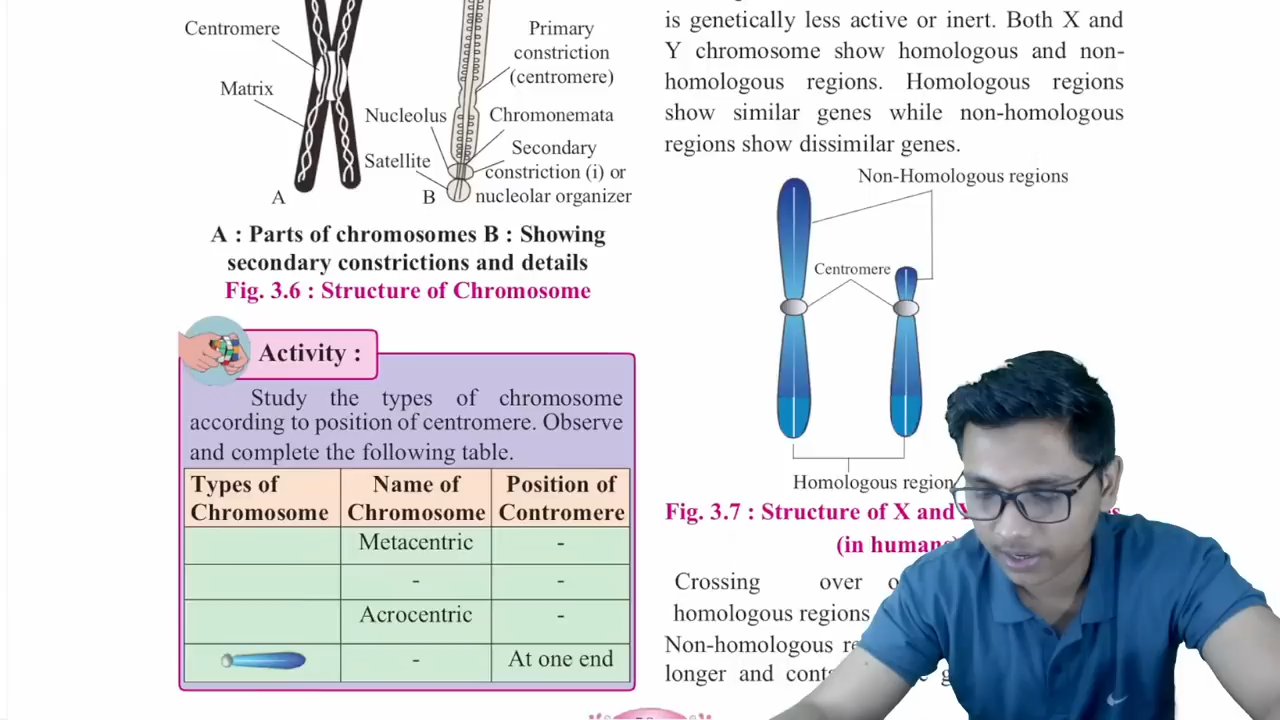 Centromere
Matrix
A
Primary
constriction
(centromere)
Nucleolus
Chromonemata
Satellite
Secondary
constriction (i) or
nucleolar organizer
B
A : Parts of chromosomes B : Showing
secondary constrictions and details
Fig. 3.6 : Structure of Chromosome
Activity :
Study the types of chromosome
according to position of centromere. Observe
and complete the following table.
Types of Chromosome | Name of Chromosome | Position of Contromere
Metacentric -
- -
Acrocentric -
- At one end
is genetically less active or inert. Both X and
Y chromosome show homologous and non-
homologous regions. Homologous regions
show similar genes while non-homologous
regions show dissimilar genes.
Non-Homologous regions
Centromere
Homologous region
Fig. 3.7 : Structure of X and
(in humans
Crossing over
homologous regions
Non-homologous
longer and